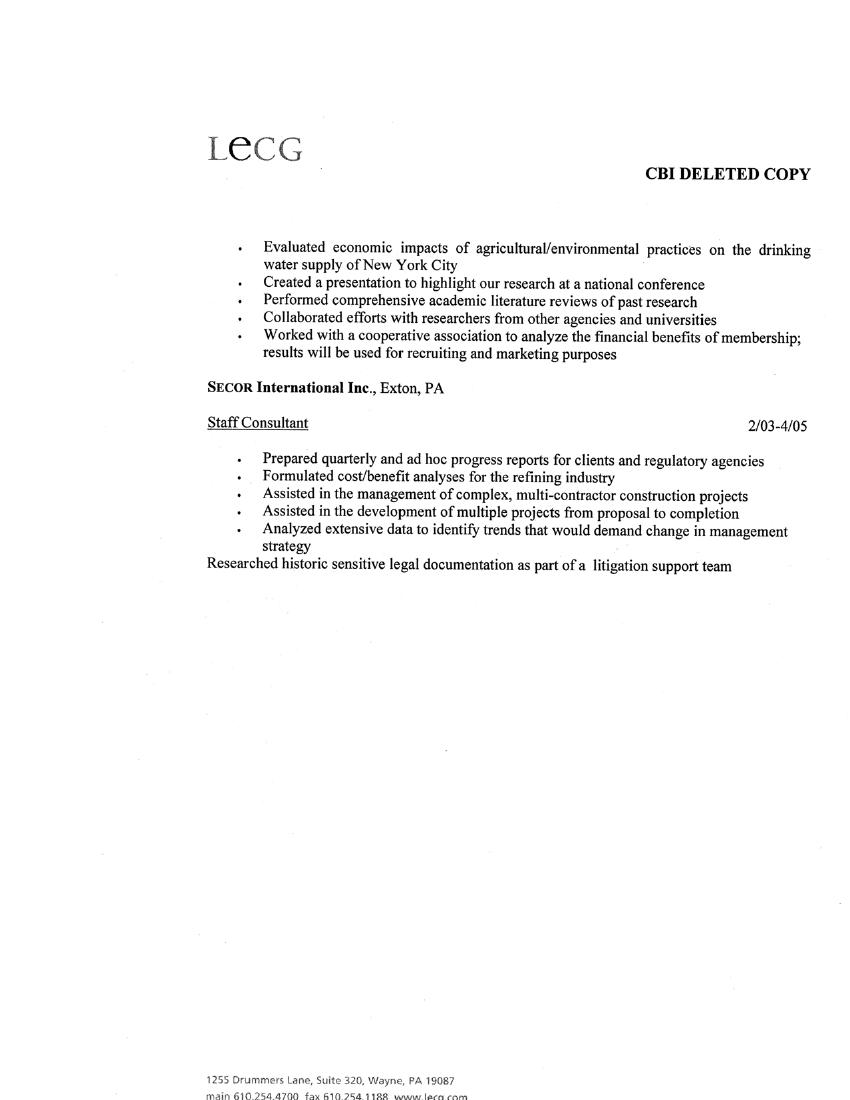 LECG
CBI DELETED COPY
• Evaluated economic impacts of agricultural/environmental practices on the drinking
water supply of New York City
• Created a presentation to highlight our research at a national conference
• Performed comprehensive academic literature reviews of past research
• Collaborated efforts with researchers from other agencies and universities
• Worked with a cooperative association to analyze the financial benefits of membership;
results will be used for recruiting and marketing purposes
SECOR International Inc., Exton, PA
Staff Consultant 2/03-4/05
• Prepared quarterly and ad hoc progress reports for clients and regulatory agencies
• Formulated cost/benefit analyses for the refining industry
• Assisted in the management of complex, multi-contractor construction projects
• Assisted in the development of multiple projects from proposal to completion
• Analyzed extensive data to identify trends that would demand change in management
strategy
Researched historic sensitive legal documentation as part of a litigation support team
1255 Drummers Lane, Suite 320, Wayne, PA 19087
main 610.254.4700 fax 610.254.1188 www.lecg.com